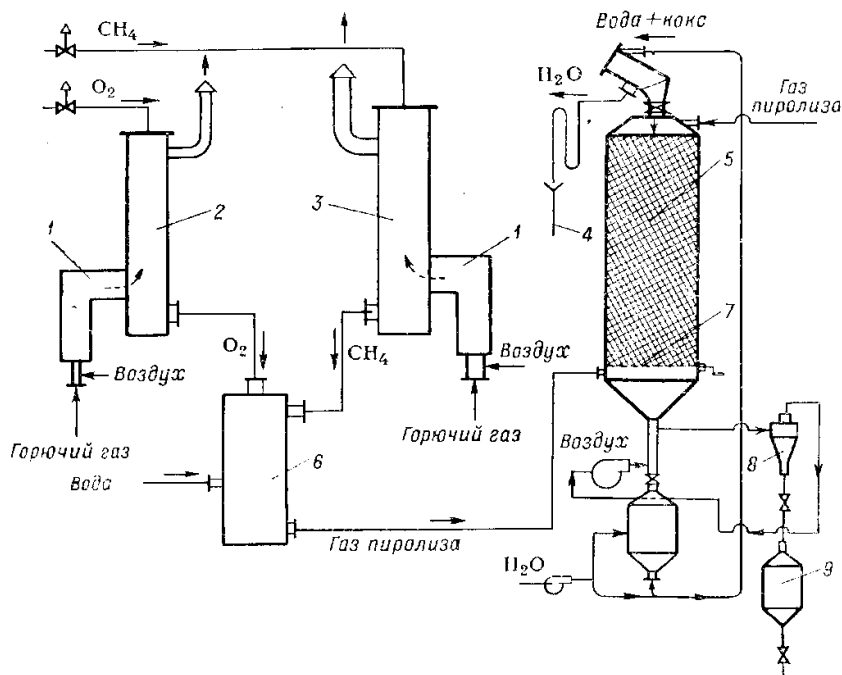 CH₄
Вода+кокс
O₂
H₂O
Газ
пиролиза
5
1
2
3
1
4
7
O₂
CH₄
Воздух
Воздух
Горючий газ
Горючий газ
Воздух
8
6
Вода
Газ пиролиза
H₂O
9